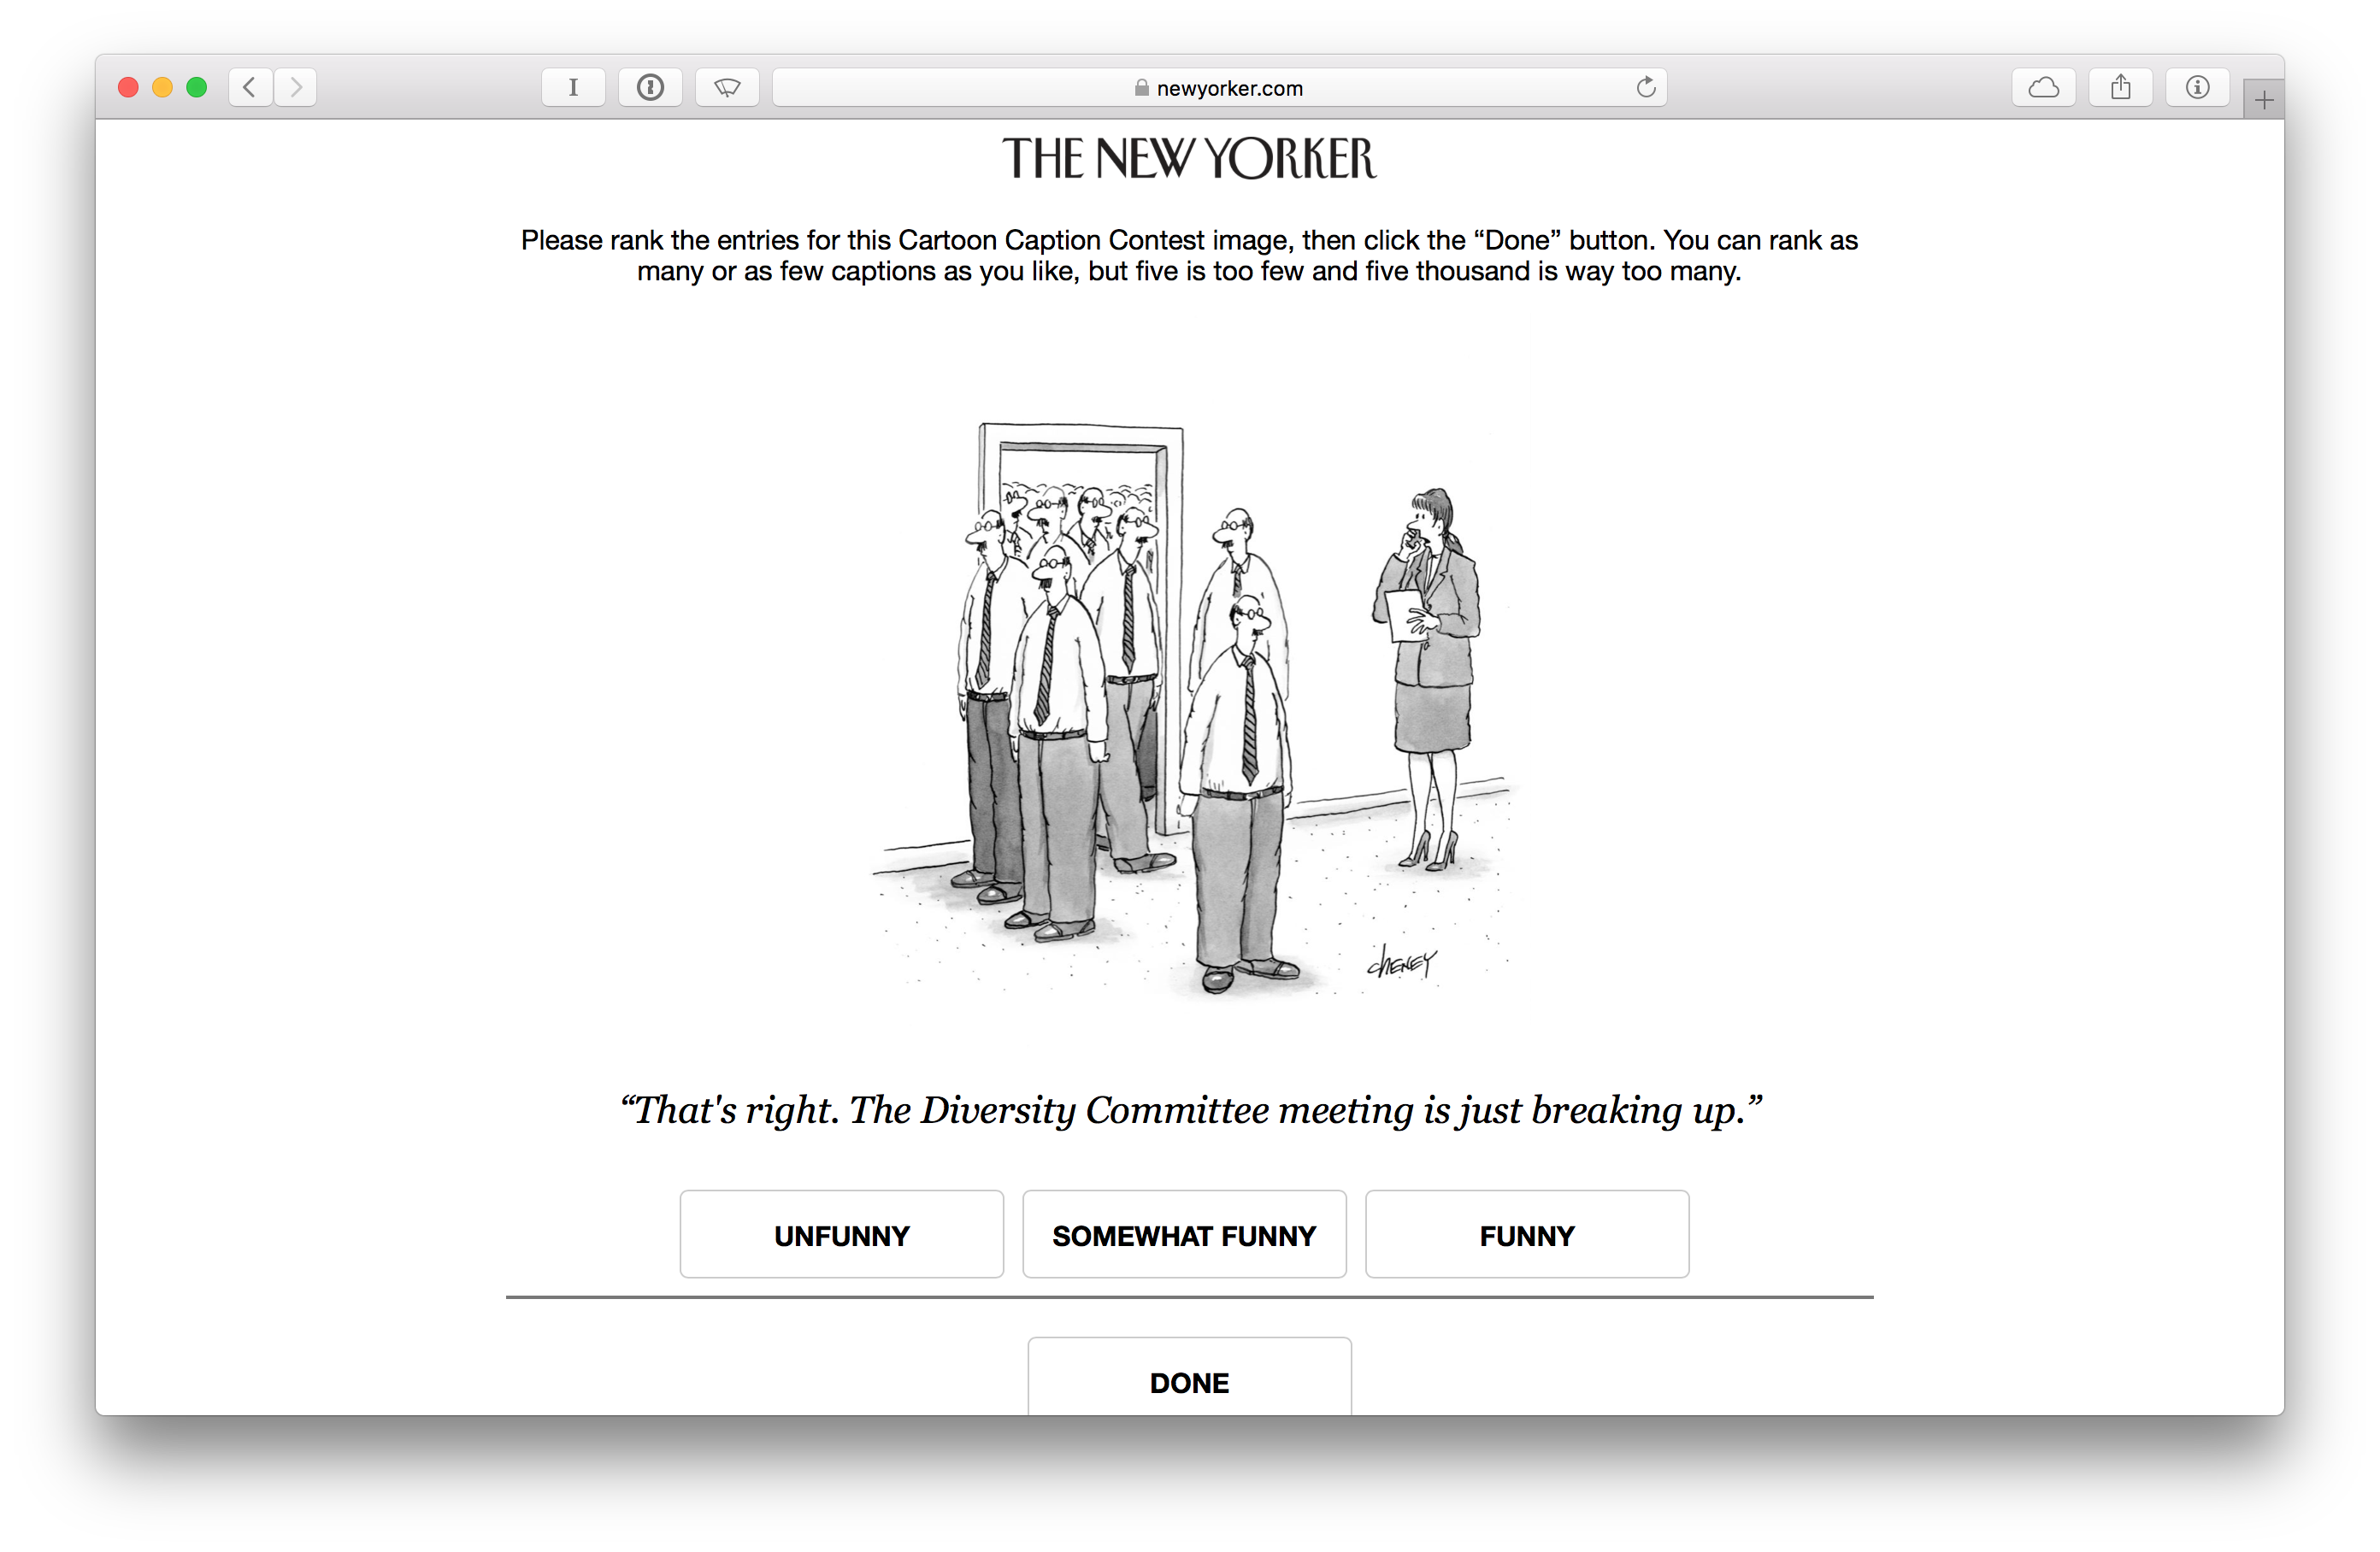 newyorker.com
THE NEW YORKER
Please rank the entries for this Cartoon Caption Contest image, then click the “Done” button. You can rank as
many or as few captions as you like, but five is too few and five thousand is way too many.
CHENEY
“That's right. The Diversity Committee meeting is just breaking up.”
UNFUNNY SOMEWHAT FUNNY FUNNY
DONE